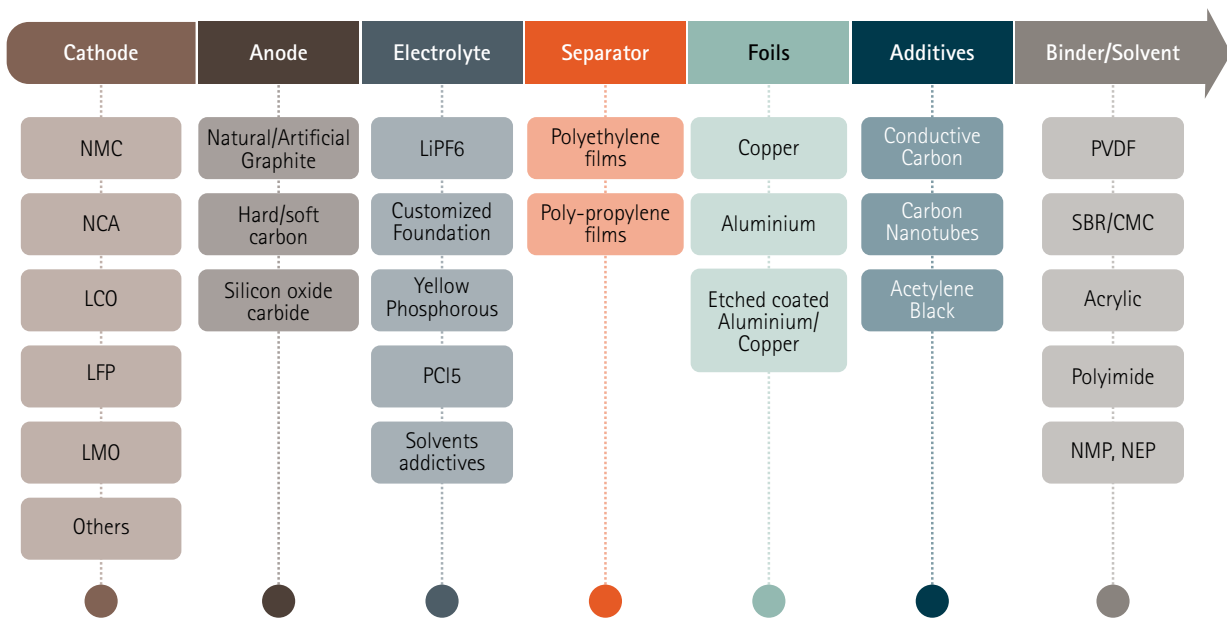 Cathode
Anode
Electrolyte
Separator
Foils
Additives
Binder/Solvent
NMC
NCA
LCO
LFP
LMO
Others
Natural/Artificial
Graphite
Hard/soft
carbon
Silicon oxide
carbide
LiPF6
Customized
Foundation
Yellow
Phosphorous
PCI5
Solvents
addictives
Polyethylene
films
Poly-propylene
films
Copper
Aluminium
Etched coated
Aluminium/
Copper
Conductive
Carbon
Carbon
Nanotubes
Acetylene
Black
PVDF
SBR/CMC
Acrylic
Polyimide
NMP, NEP